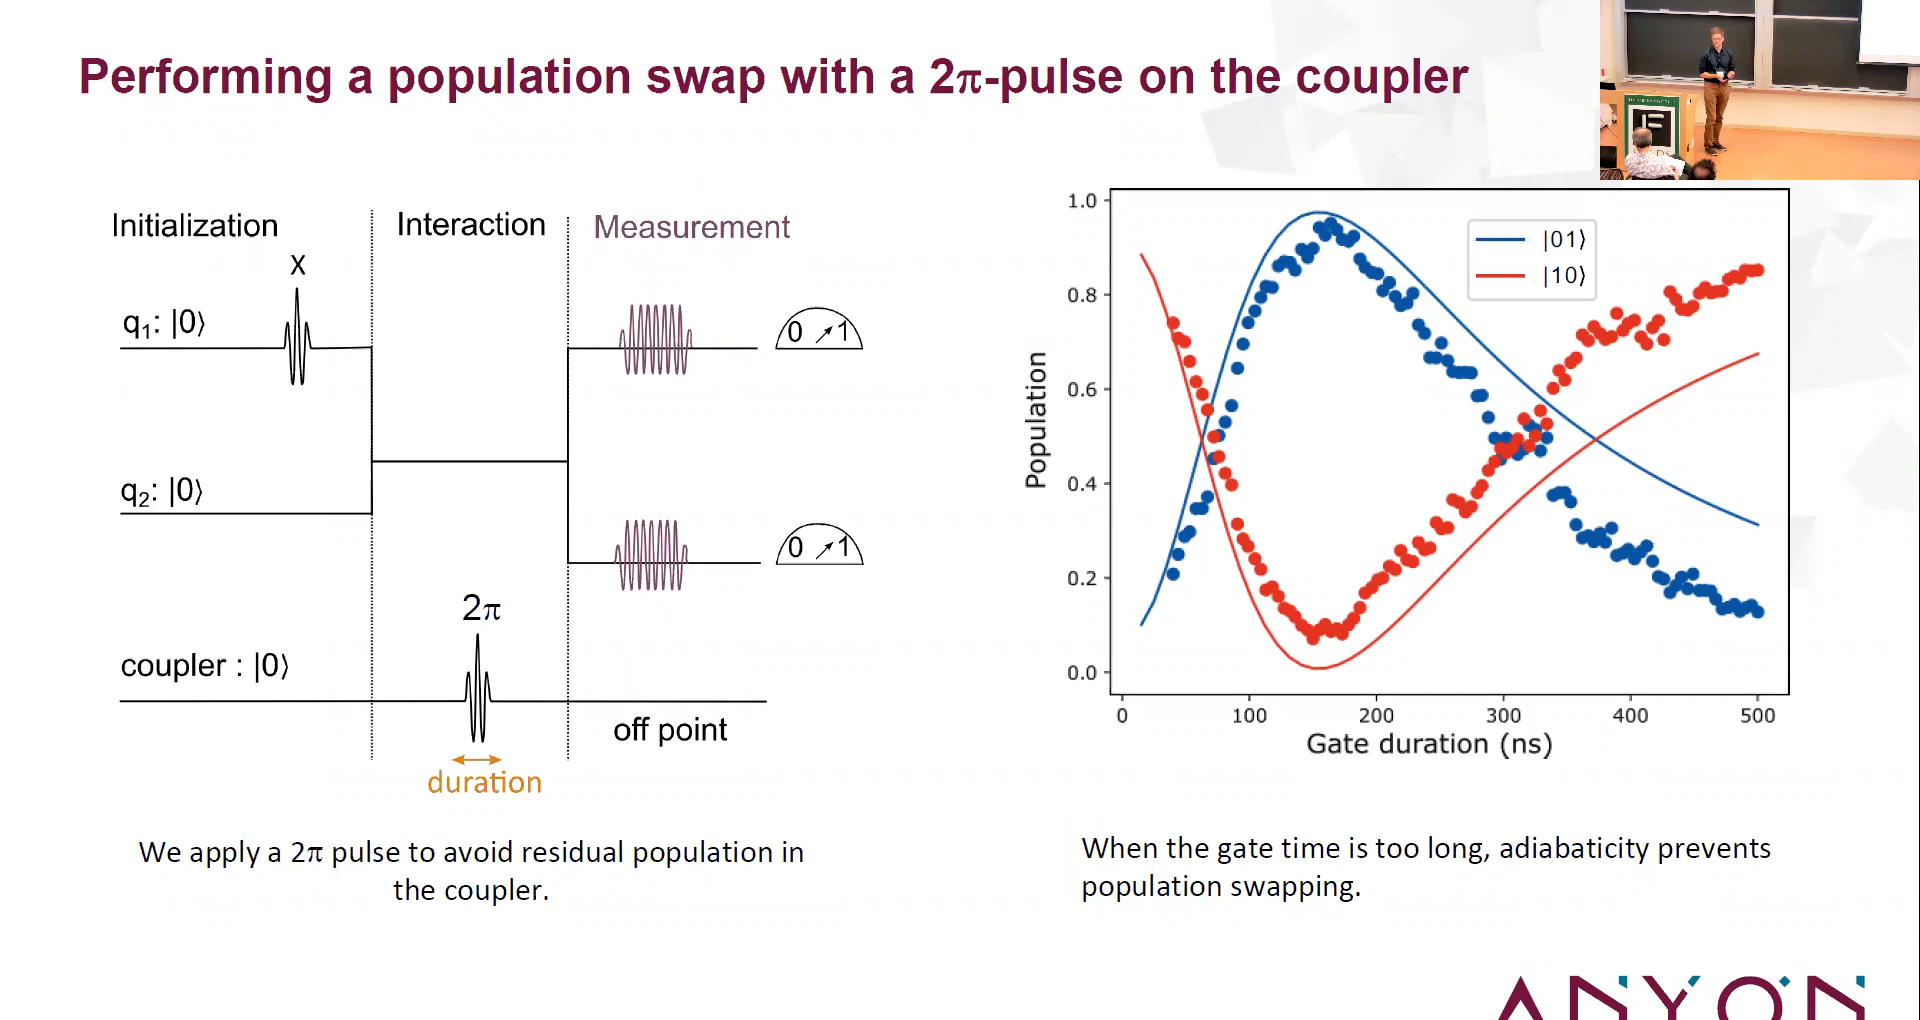 Performing a population swap with a 2π-pulse on the coupler
Initialization
Interaction
Measurement
X
q₁: |0⟩
0 1
q₂: |0⟩
0 1
2π
coupler : |0⟩
off point
duration
We apply a 2π pulse to avoid residual population in
the coupler.
1.0
0.8
0.6
0.4
0.2
0.0
Population
|01⟩
|10⟩
0 100 200 300 400 500
Gate duration (ns)
When the gate time is too long, adiabaticity prevents
population swapping.
ANYON